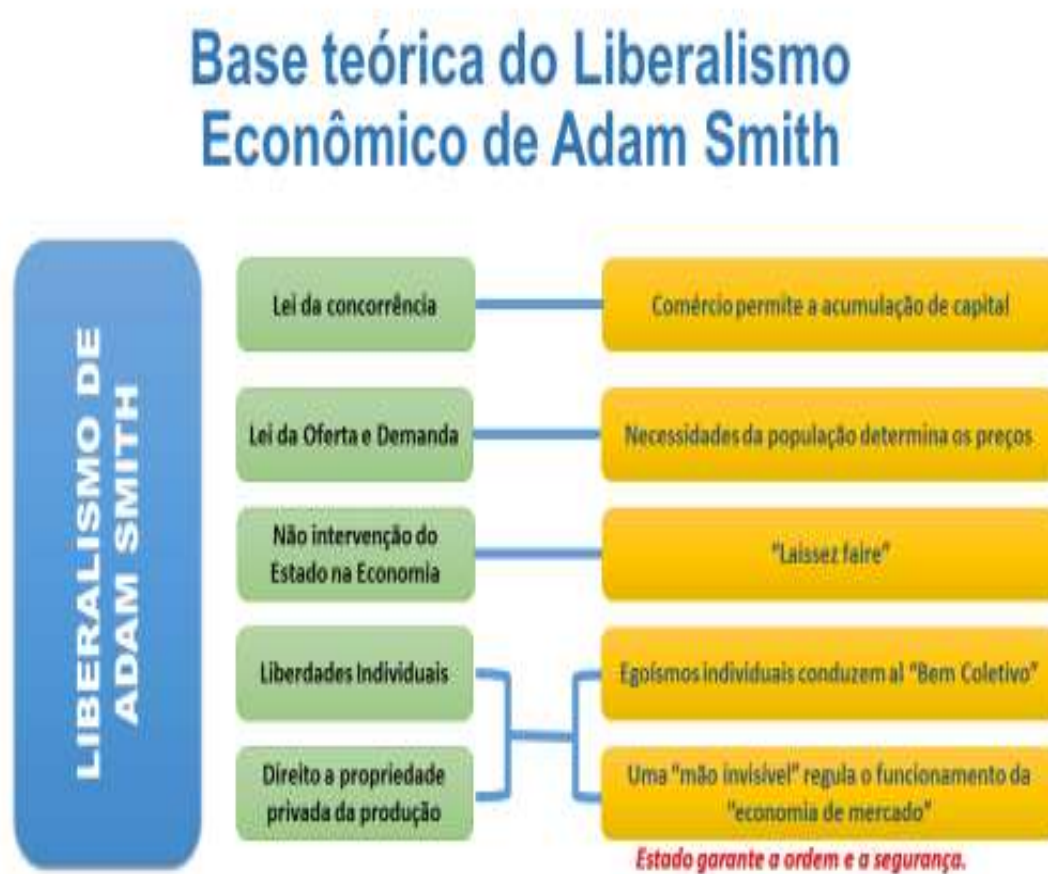 Base teórica do Liberalismo
Econômico de Adam Smith
LIBERALISMO DE
ADAM SMITH
Lei da concorrência
Comércio permite a acumulação de capital
Lei da Oferta e Demanda
Necessidades da população determina os preços
Não intervenção do
Estado na Economia
"Laissez faire"
Liberdades Individuais
Egoísmos individuais conduzem al "Bem Coletivo"
Direito a propriedade
privada da produção
Uma "mão invisível" regula o funcionamento da
"economia de mercado"
Estado garante a ordem e a segurança.